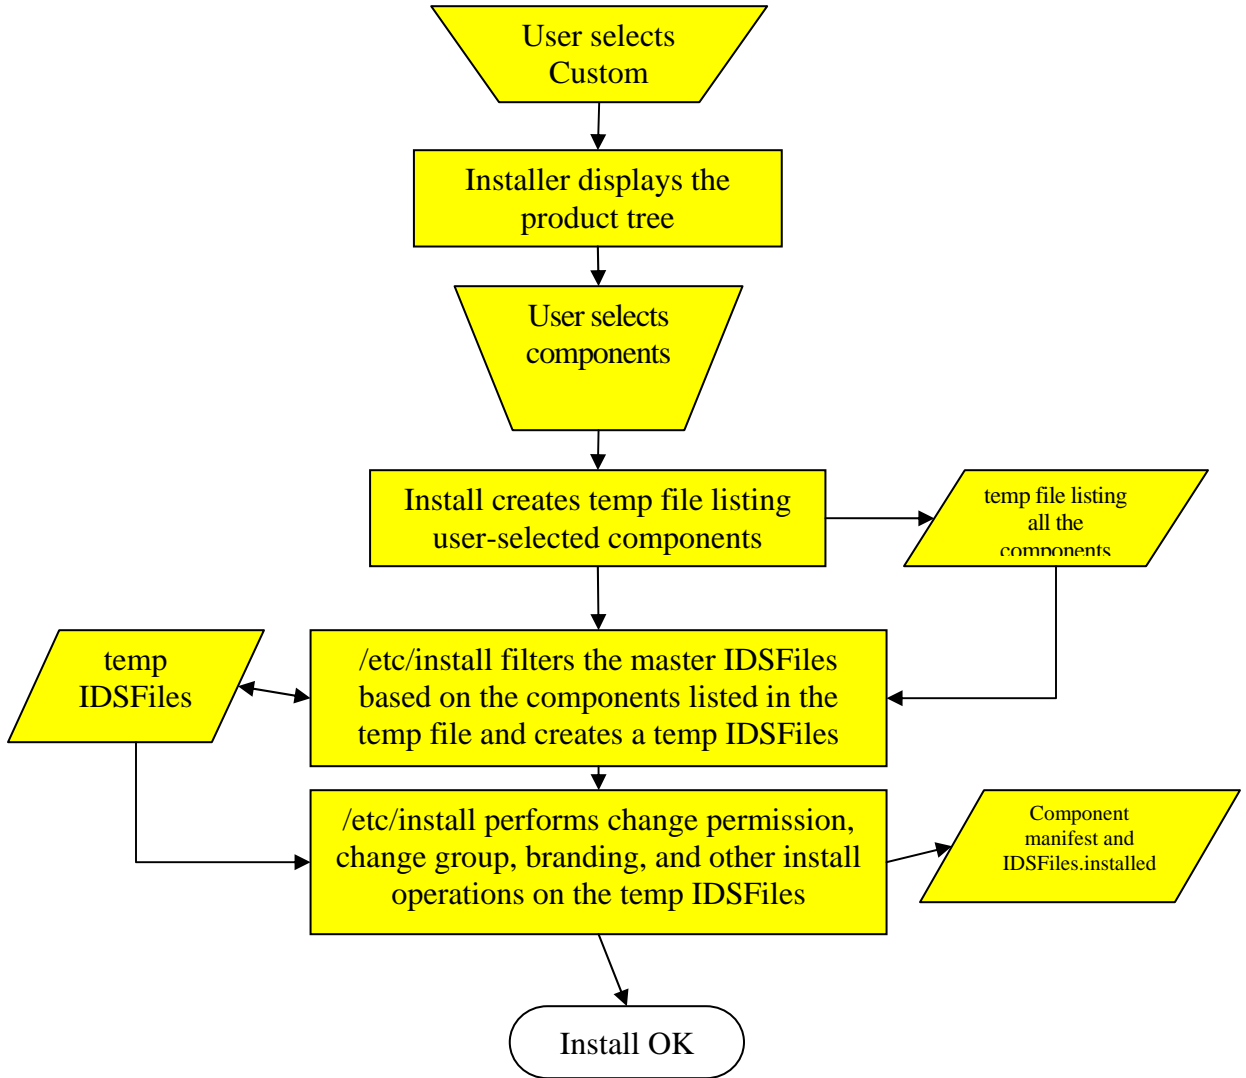 User selects
Custom
Installer displays the
product tree
User selects
components
Install creates temp file listing
user-selected components
temp file listing
all the
components
temp
IDSFiles
/etc/install filters the master IDSFiles
based on the components listed in the
temp file and creates a temp IDSFiles
/etc/install performs change permission,
change group, branding, and other install
operations on the temp IDSFiles
Component
manifest and
IDSFiles.installed
Install OK